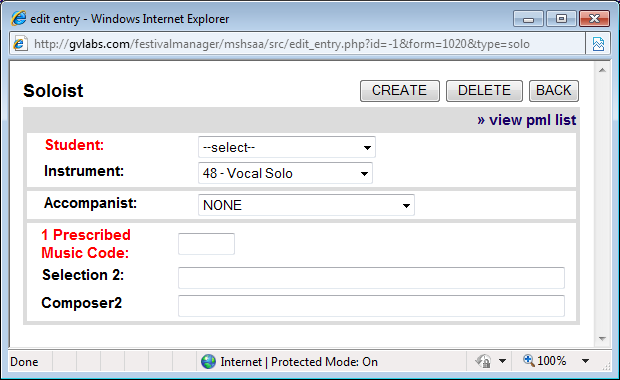 edit entry - Windows Internet Explorer
http://gvlabs.com/festivalmanager/mshsaa/src/edit_entry.php?id=-1&form=1020&type=solo
Soloist CREATE DELETE BACK
» view pml list
Student: --select--
Instrument: 48 - Vocal Solo
Accompanist: NONE
1 Prescribed
Music Code:
Selection 2:
Composer2
Done Internet | Protected Mode: On 100%